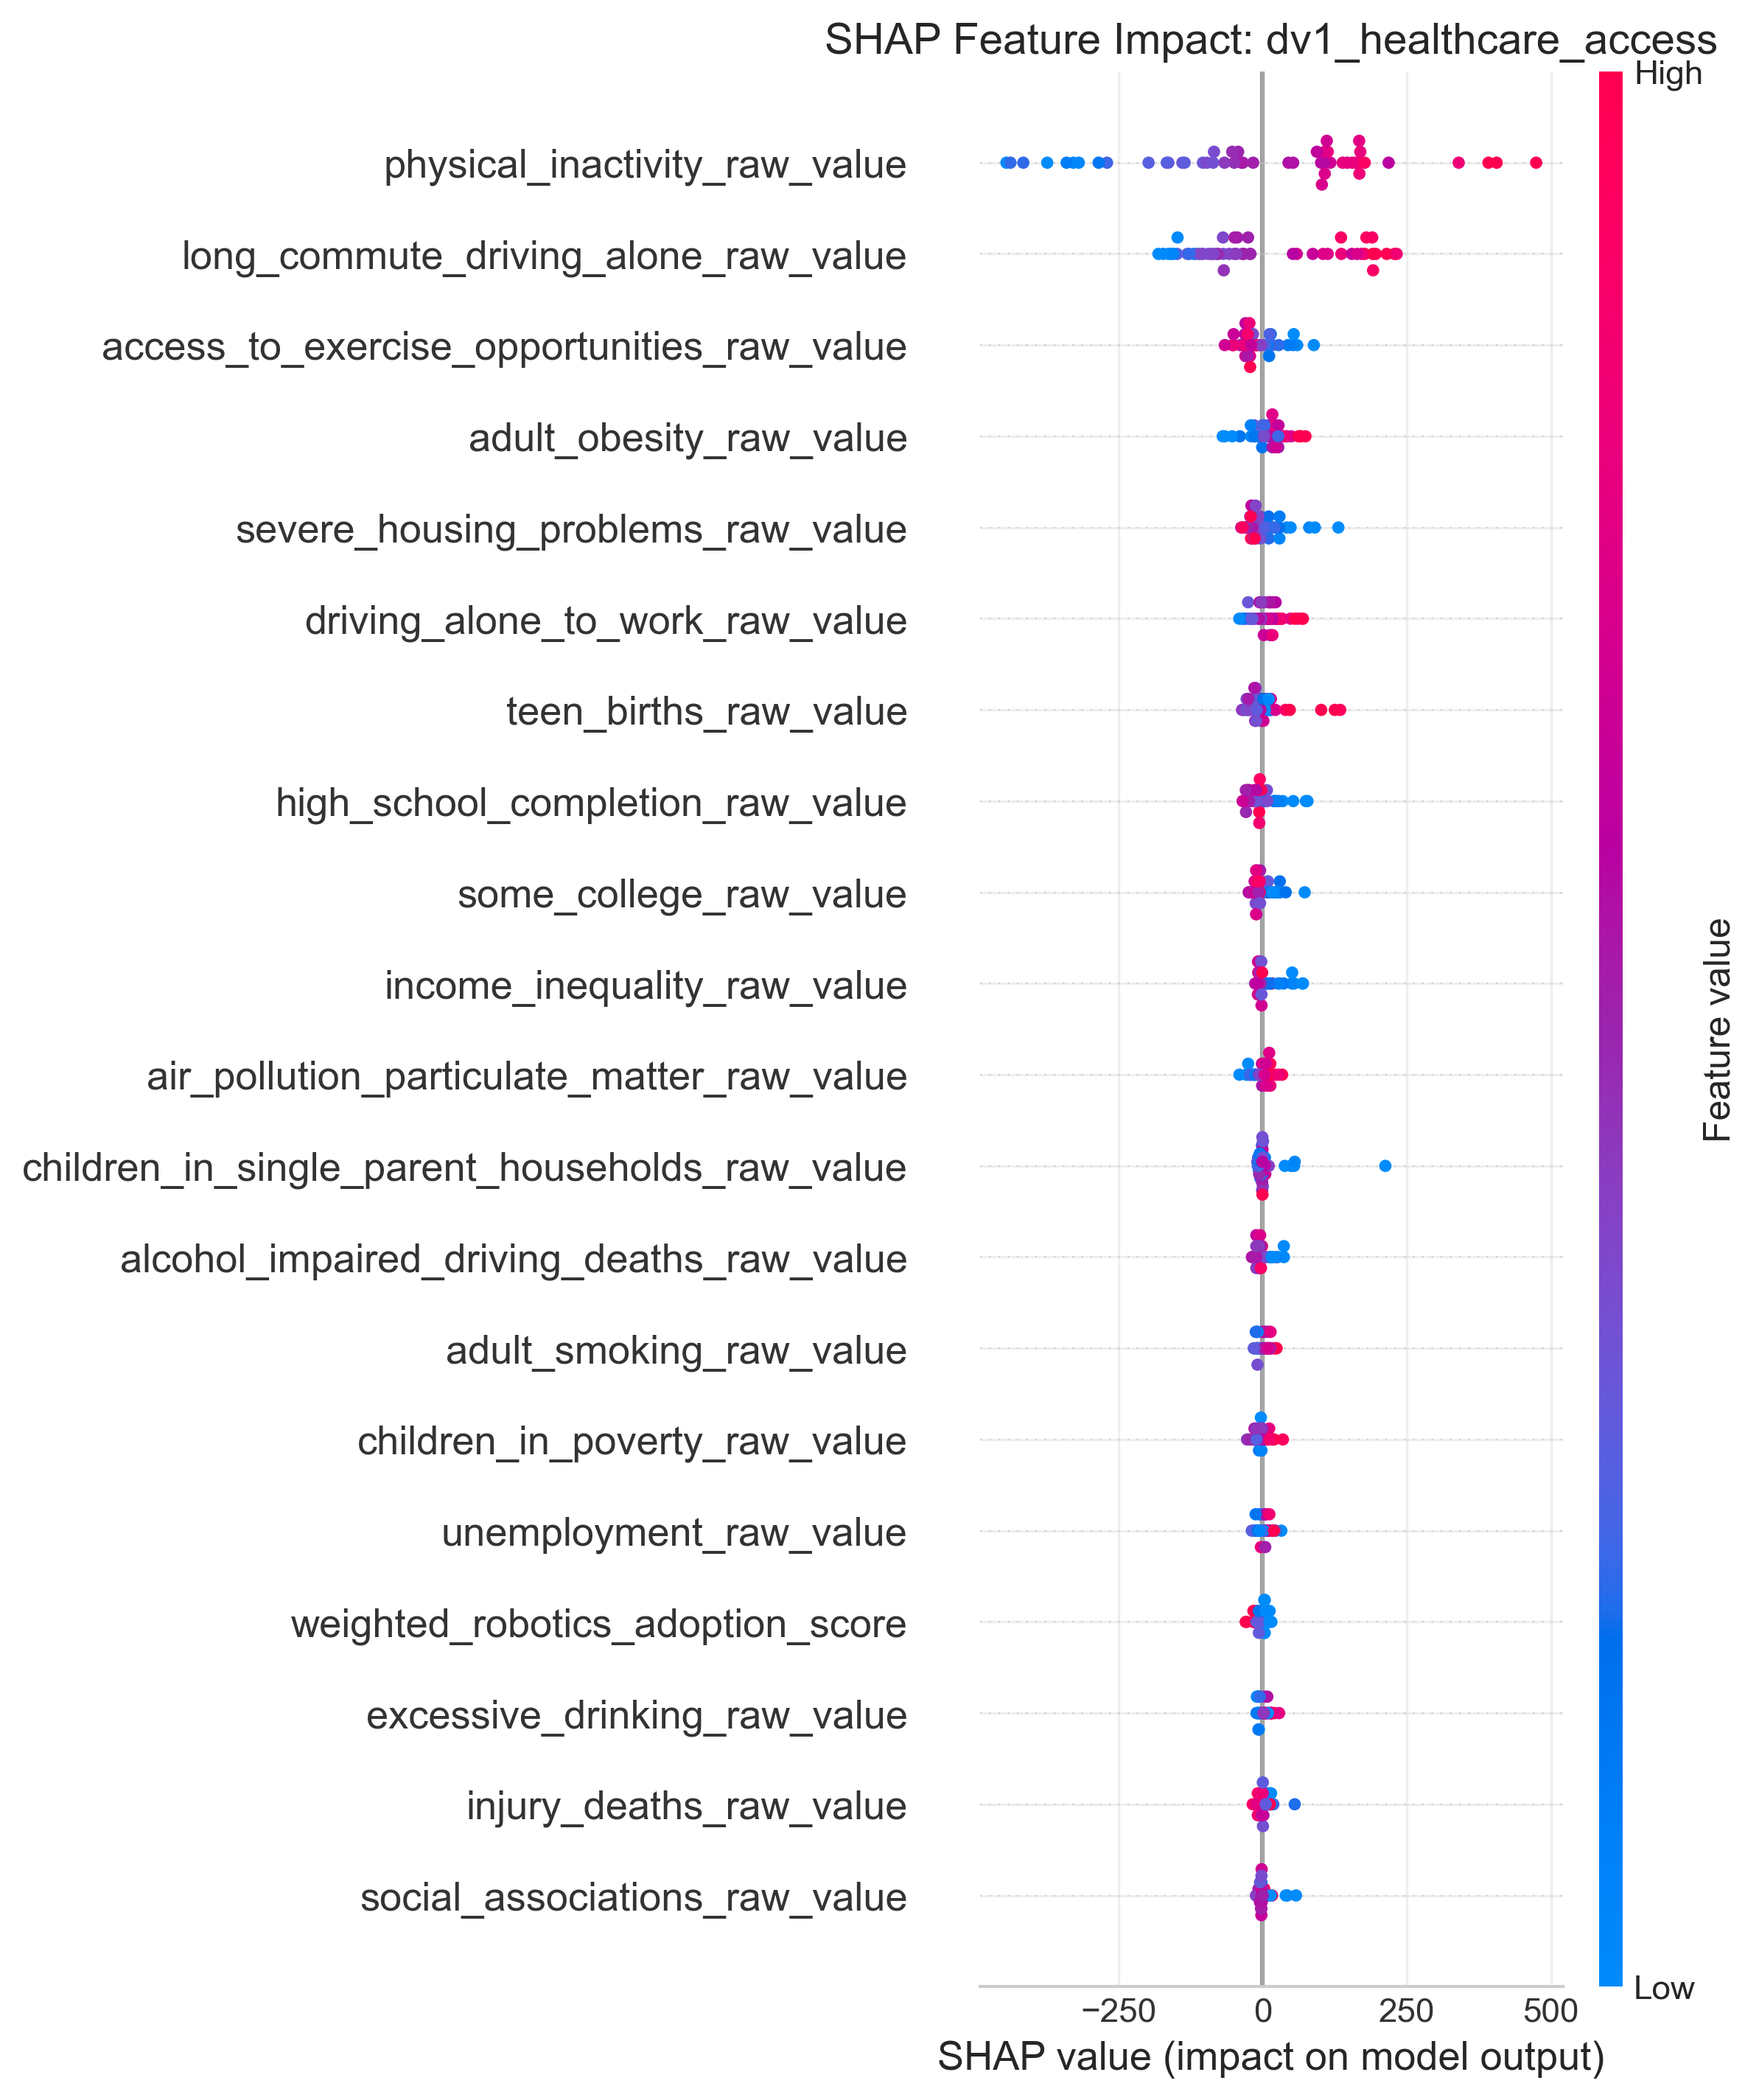 SHAP Feature Impact: dv1_healthcare_access
High
physical_inactivity_raw_value
long_commute_driving_alone_raw_value
access_to_exercise_opportunities_raw_value
adult_obesity_raw_value
severe_housing_problems_raw_value
driving_alone_to_work_raw_value
teen_births_raw_value
high_school_completion_raw_value
some_college_raw_value
income_inequality_raw_value
air_pollution_particulate_matter_raw_value
children_in_single_parent_households_raw_value
alcohol_impaired_driving_deaths_raw_value
adult_smoking_raw_value
children_in_poverty_raw_value
unemployment_raw_value
weighted_robotics_adoption_score
excessive_drinking_raw_value
injury_deaths_raw_value
social_associations_raw_value
Feature value
Low
−250 0 250 500
SHAP value (impact on model output)